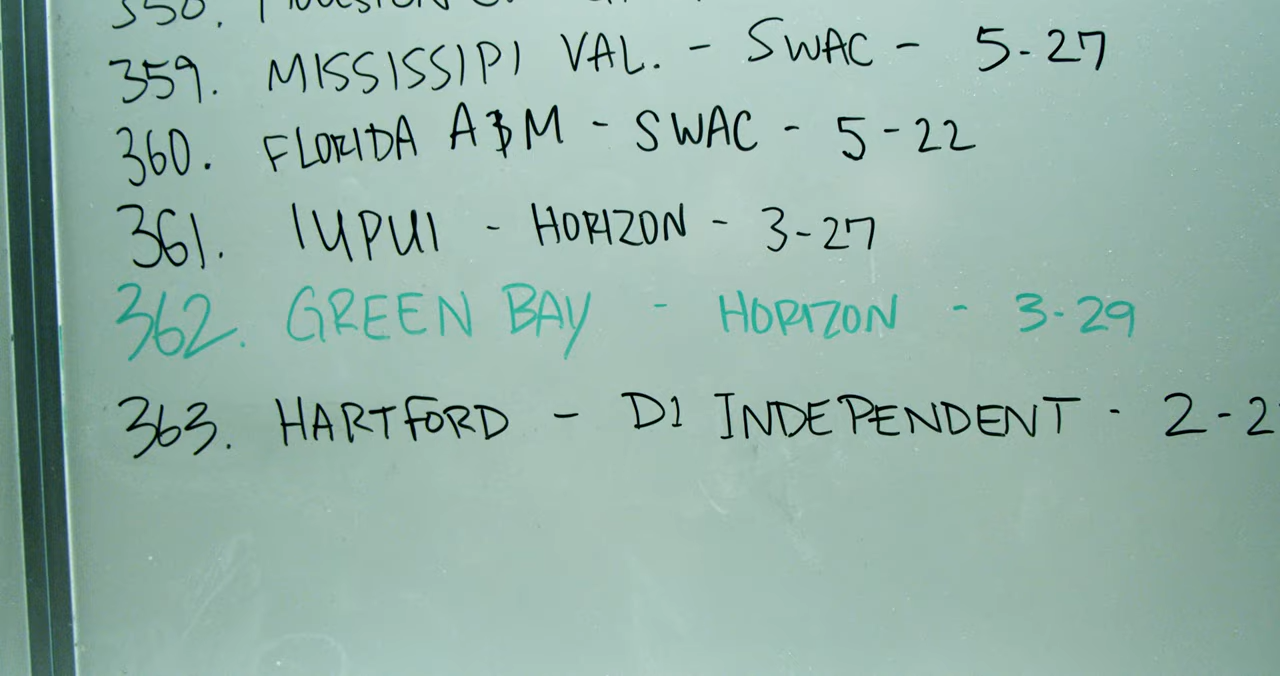 359. MISSISSIPI VAL. - SWAC - 5-27
360. FLORIDA A&M - SWAC - 5-22
361. IUPUI - HORIZON - 3-27
362. GREEN BAY - HORIZON - 3-29
363. HARTFORD - D1 INDEPENDENT - 2-2